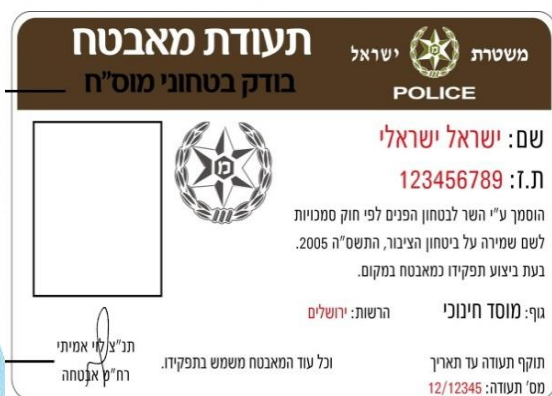 תעודת מאבטח
בודק בטחוני מוס"ח
משטרת ישראל
POLICE
שם: ישראל ישראלי
ת.ז: 123456789
הוסמך ע"י השר לבטחון הפנים לפי חוק סמכויות
לשם שמירה על ביטחון הציבור, התשס"ה 2005.
בעת ביצוע תפקידו כמאבטח במקום.
גוף: מוסד חינוכי הרשות: ירושלים
תוקף תעודה עד תאריך וכל עוד המאבטח משמש בתפקידו.
מס' תעודה: 12/12345
תנ"צ לוי אמיתי
רח"ט אבטחה